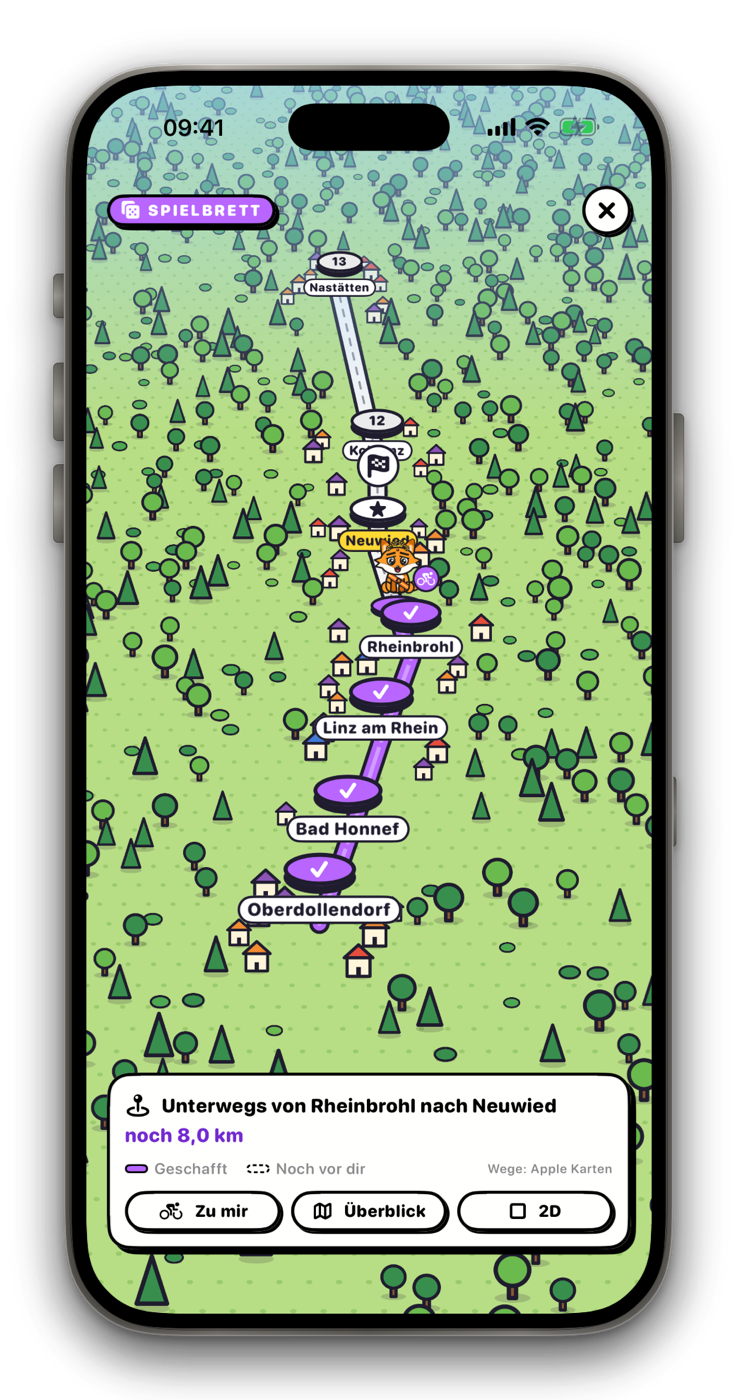 09:41
SPIELBRETT
13
Nastätten
12
Neuwied
Rheinbrohl
Linz am Rhein
Bad Honnef
Oberdollendorf
Unterwegs von Rheinbrohl nach Neuwied
noch 8,0 km
Geschafft
Noch vor dir
Wege: Apple Karten
Zu mir
Überblick
2D